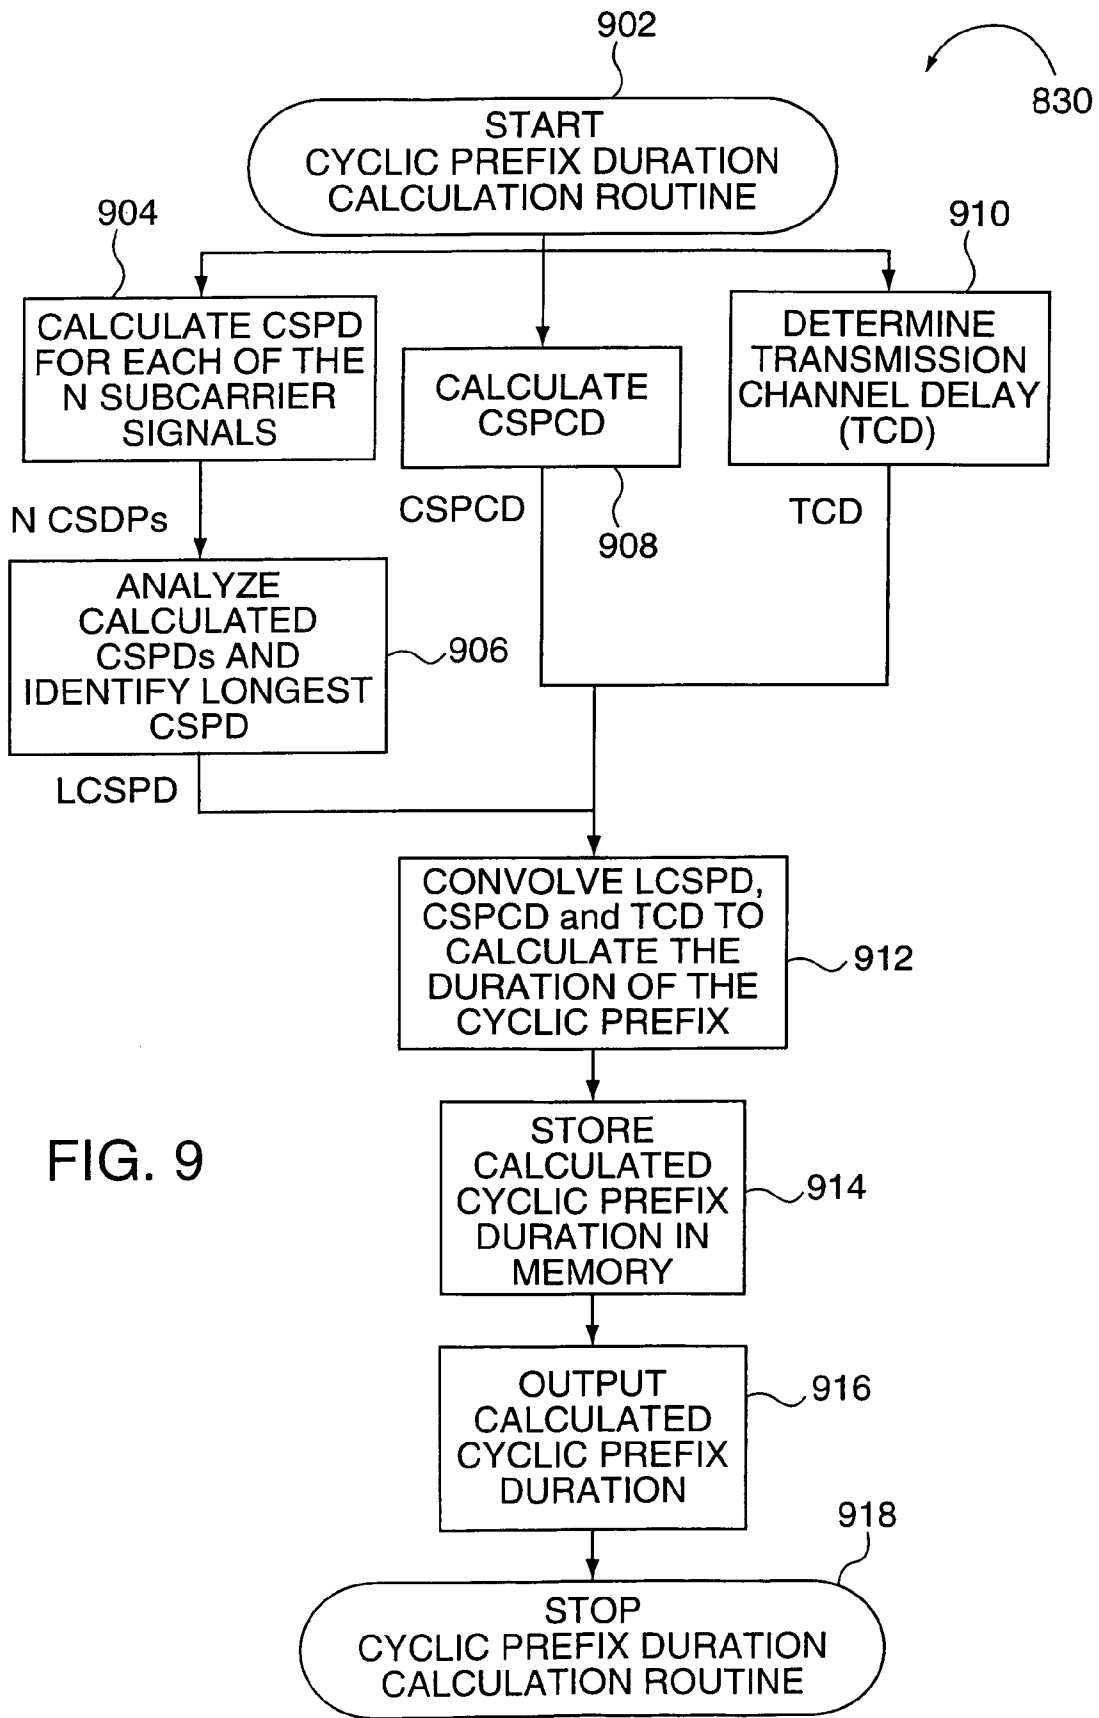 902
830
START
CYCLIC PREFIX DURATION
CALCULATION ROUTINE
904
910
CALCULATE CSPD
FOR EACH OF THE
N SUBCARRIER
SIGNALS
CALCULATE
CSPCD
DETERMINE
TRANSMISSION
CHANNEL DELAY
(TCD)
N CSDPs
CSPCD
908
TCD
ANALYZE
CALCULATED
CSPDs AND
IDENTIFY LONGEST
CSPD
906
LCSPD
CONVOLVE LCSPD,
CSPCD and TCD TO
CALCULATE THE
DURATION OF THE
CYCLIC PREFIX
912
FIG. 9
STORE
CALCULATED
CYCLIC PREFIX
DURATION IN
MEMORY
914
OUTPUT
CALCULATED
CYCLIC PREFIX
DURATION
916
918
STOP
CYCLIC PREFIX DURATION
CALCULATION ROUTINE